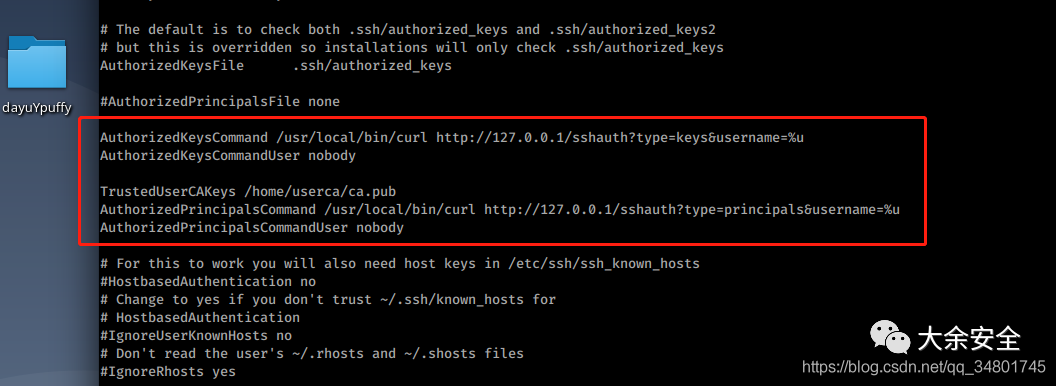 # The default is to check both .ssh/authorized_keys and .ssh/authorized_keys2
# but this is overridden so installations will only check .ssh/authorized_keys
AuthorizedKeysFile      .ssh/authorized_keys
#AuthorizedPrincipalsFile none
AuthorizedKeysCommand /usr/local/bin/curl http://127.0.0.1/sshauth?type=keys&username=%u
AuthorizedKeysCommandUser nobody
TrustedUserCAKeys /home/userca/ca.pub
AuthorizedPrincipalsCommand /usr/local/bin/curl http://127.0.0.1/sshauth?type=principals&username=%u
AuthorizedPrincipalsCommandUser nobody
# For this to work you will also need host keys in /etc/ssh/ssh_known_hosts
#HostbasedAuthentication no
# Change to yes if you don't trust ~/.ssh/known_hosts for
# HostbasedAuthentication
#IgnoreUserKnownHosts no
# Don't read the user's ~/.rhosts and ~/.shosts files
#IgnoreRhosts yes
dayuYpuffy
大余安全
https://blog.csdn.net/qq_34801745